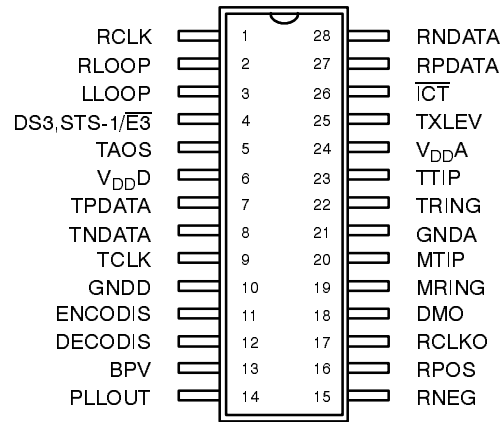 RCLK 1 28 RNDATA
RLOOP 2 27 RPDATA
LLOOP 3 26 I̅C̅T̅
DS3,STS-1/E̅3̅ 4 25 TXLEV
TAOS 5 24 VDDA
VDDD 6 23 TTIP
TPDATA 7 22 TRING
TNDATA 8 21 GNDA
TCLK 9 20 MTIP
GNDD 10 19 MRING
ENCODIS 11 18 DMO
DECODIS 12 17 RCLKO
BPV 13 16 RPOS
PLLOUT 14 15 RNEG